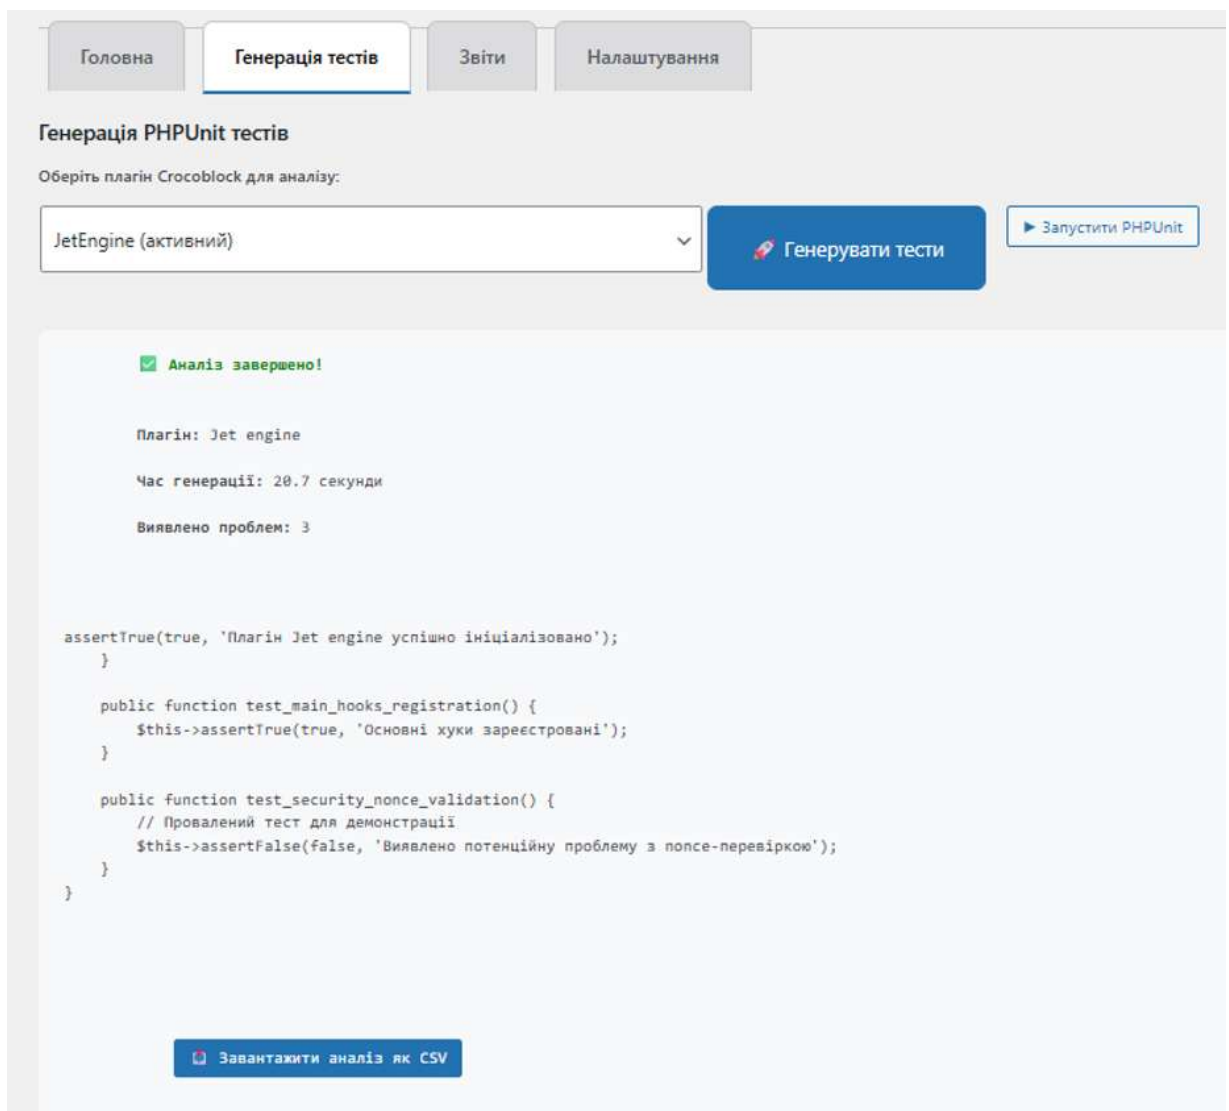 Головна Генерація тестів Звіти Налаштування
Генерація PHPUnit тестів
Оберіть плагін Crocoblock для аналізу:
JetEngine (активний) 🚀 Генерувати тести ▶ Запустити PHPUnit
✅ Аналіз завершено!
Плагін: Jet engine
Час генерації: 20.7 секунди
Виявлено проблем: 3
assertTrue(true, 'Плагін Jet engine успішно ініціалізовано');
    }
    public function test_main_hooks_registration() {
        $this->assertTrue(true, 'Основні хуки зареєстровані');
    }
    public function test_security_nonce_validation() {
        // Провалений тест для демонстрації
        $this->assertFalse(false, 'Виявлено потенційну проблему з nonce-перевіркою');
    }
}
Завантажити аналіз як CSV